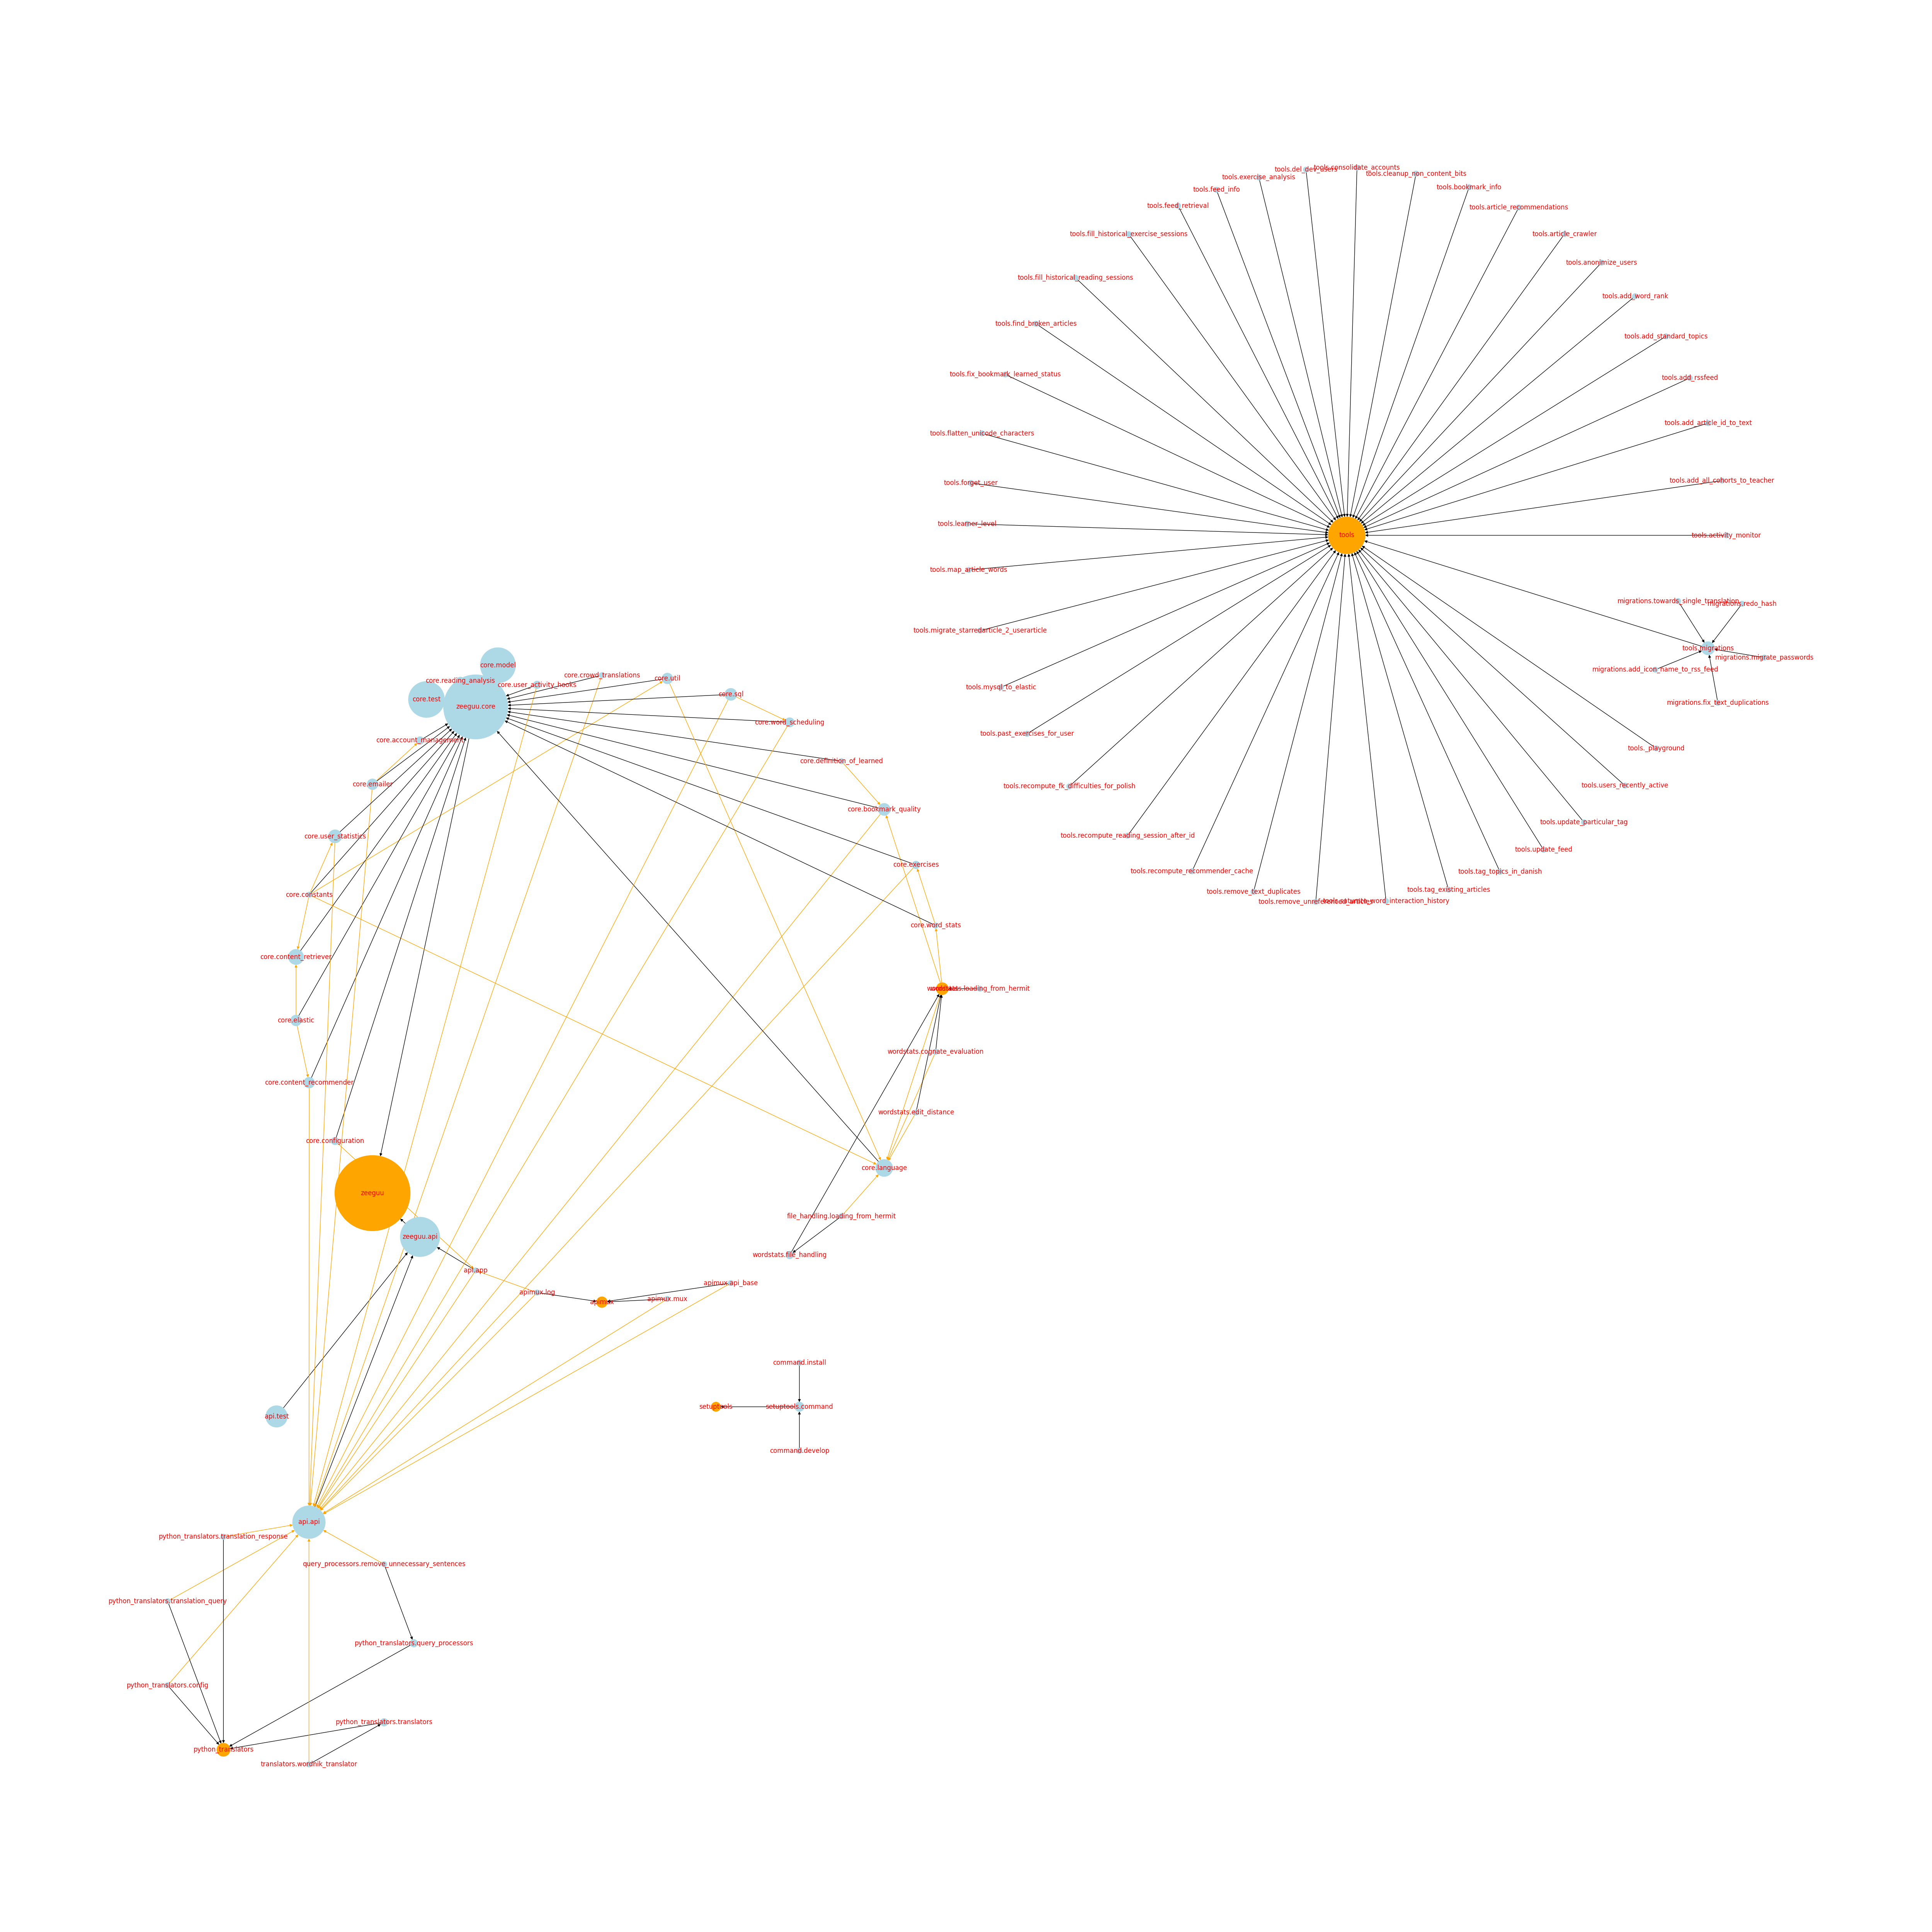 tools.consolidate_accounts
tools.del_dev_users
tools.cleanup_non_content_bits
tools.exercise_analysis
tools.bookmark_info
tools.feed_info
tools.feed_retrieval
tools.article_recommendations
tools.fill_historical_exercise_sessions
tools.article_crawler
tools.anonimize_users
tools.fill_historical_reading_sessions
tools.add_word_rank
tools.find_broken_articles
tools.add_standard_topics
tools.fix_bookmark_learned_status
tools.add_rssfeed
tools.add_article_id_to_text
tools.flatten_unicode_characters
tools.add_all_cohorts_to_teacher
tools.forget_user
tools.learner_level
tools
tools.activity_monitor
tools.map_article_words
migrations.towards_single_translation
migrations.redo_hash
tools.migrate_starredarticle_2_userarticle
tools.migrations
migrations.migrate_passwords
core.model
migrations.add_icon_name_to_rss_feed
core.crowd_translations
core.util
core.reading_analysis
core.user_activity_hooks
tools.mysql_to_elastic
core.sql
core.test
migrations.fix_text_duplications
zeeguu.core
core.word_scheduling
tools.past_exercises_for_user
core.account_management
tools._playground
core.definition_of_learned
core.emailer
tools.recompute_fk_difficulties_for_polish
tools.users_recently_active
core.bookmark_quality
tools.update_particular_tag
core.user_statistics
tools.recompute_reading_session_after_id
tools.update_feed
core.exercises
tools.recompute_recommender_cache
tools.tag_topics_in_danish
core.constants
tools.remove_text_duplicates
tools.tag_existing_articles
tools.remove_unreferenced_articles
core.word_stats
core.content_retriever
wordstats.loading_from_hermit
core.elastic
wordstats.cognate_evaluation
core.content_recommender
wordstats.edit_distance
core.configuration
core.language
zeeguu
file_handling.loading_from_hermit
zeeguu.api
wordstats.file_handling
api.app
apimux.api_base
apimux.log
apimux.mux
apimux
command.install
setuptools
setuptools.command
api.test
command.develop
api.api
python_translators.translation_response
query_processors.remove_unnecessary_sentences
python_translators.translation_query
python_translators.query_processors
python_translators.config
python_translators.translators
python_translators
translators.wordnik_translator